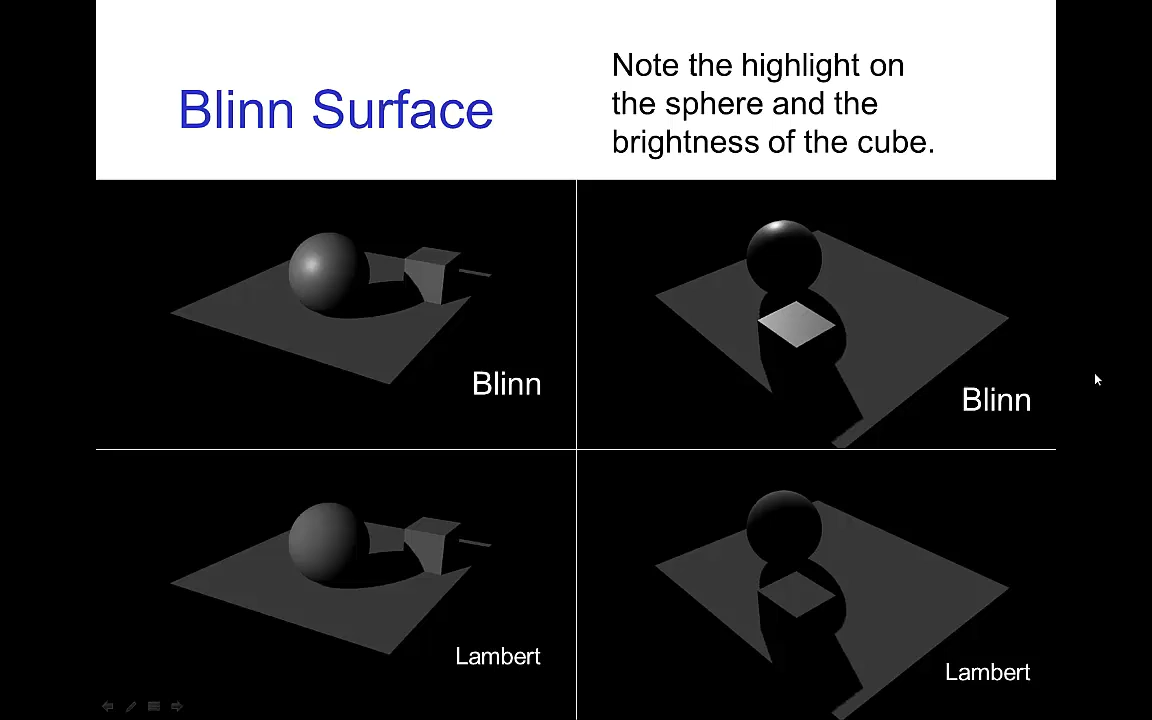 Blinn Surface
Note the highlight on
the sphere and the
brightness of the cube.
Blinn
Blinn
Lambert
Lambert